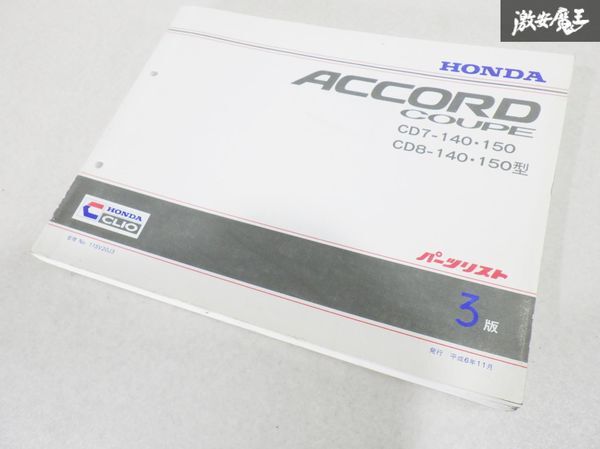 激安魔王
HONDA
ACCORD
COUPE
CD7-140・150
CD8-140・150型
HONDA
CLIO
パーツリスト
3版
発行 平成6年11月